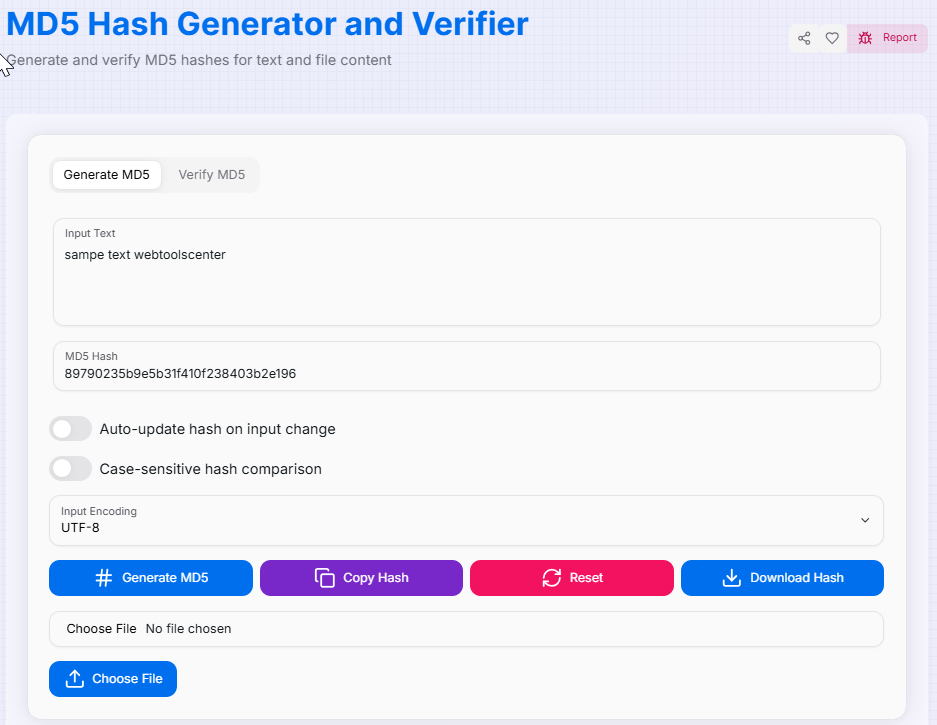 MD5 Hash Generator and Verifier
Generate and verify MD5 hashes for text and file content
Report
Generate MD5 Verify MD5
Input Text
sampe text webtoolscenter
MD5 Hash
89790235b9e5b31f410f238403b2e196
Auto-update hash on input change
Case-sensitive hash comparison
Input Encoding
UTF-8
Generate MD5 Copy Hash Reset Download Hash
Choose File No file chosen
Choose File